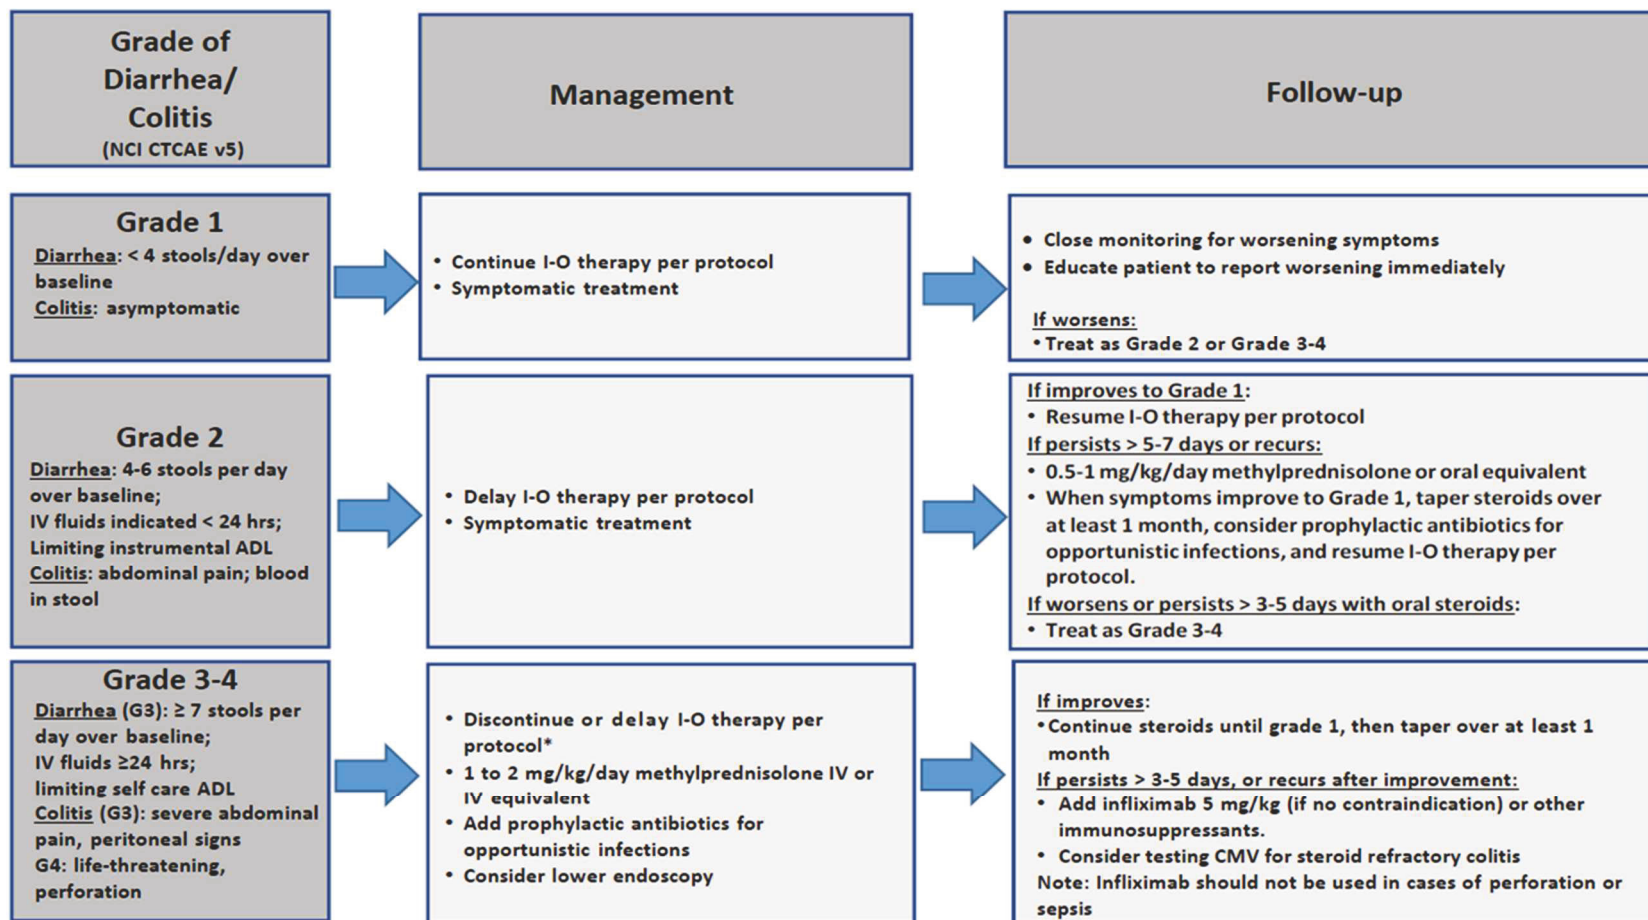 Grade of
Diarrhea/
Colitis
(NCI CTCAE v5)
Management
Follow-up
Grade 1
Diarrhea: < 4 stools/day over
baseline
Colitis: asymptomatic
• Continue I-O therapy per protocol
• Symptomatic treatment
• Close monitoring for worsening symptoms
• Educate patient to report worsening immediately
If worsens:
• Treat as Grade 2 or Grade 3-4
Grade 2
Diarrhea: 4-6 stools per day
over baseline;
IV fluids indicated < 24 hrs;
Limiting instrumental ADL
Colitis: abdominal pain; blood
in stool
• Delay I-O therapy per protocol
• Symptomatic treatment
If improves to Grade 1:
• Resume I-O therapy per protocol
If persists > 5-7 days or recurs:
• 0.5-1 mg/kg/day methylprednisolone or oral equivalent
• When symptoms improve to Grade 1, taper steroids over
at least 1 month, consider prophylactic antibiotics for
opportunistic infections, and resume I-O therapy per
protocol.
If worsens or persists > 3-5 days with oral steroids:
• Treat as Grade 3-4
Grade 3-4
Diarrhea (G3): ≥ 7 stools per
day over baseline;
IV fluids ≥24 hrs;
limiting self care ADL
Colitis (G3): severe abdominal
pain, peritoneal signs
G4: life-threatening,
perforation
• Discontinue or delay I-O therapy per
protocol*
• 1 to 2 mg/kg/day methylprednisolone IV or
IV equivalent
• Add prophylactic antibiotics for
opportunistic infections
• Consider lower endoscopy
If improves:
• Continue steroids until grade 1, then taper over at least 1
month
If persists > 3-5 days, or recurs after improvement:
• Add infliximab 5 mg/kg (if no contraindication) or other
immunosuppressants.
• Consider testing CMV for steroid refractory colitis
Note: Infliximab should not be used in cases of perforation or
sepsis